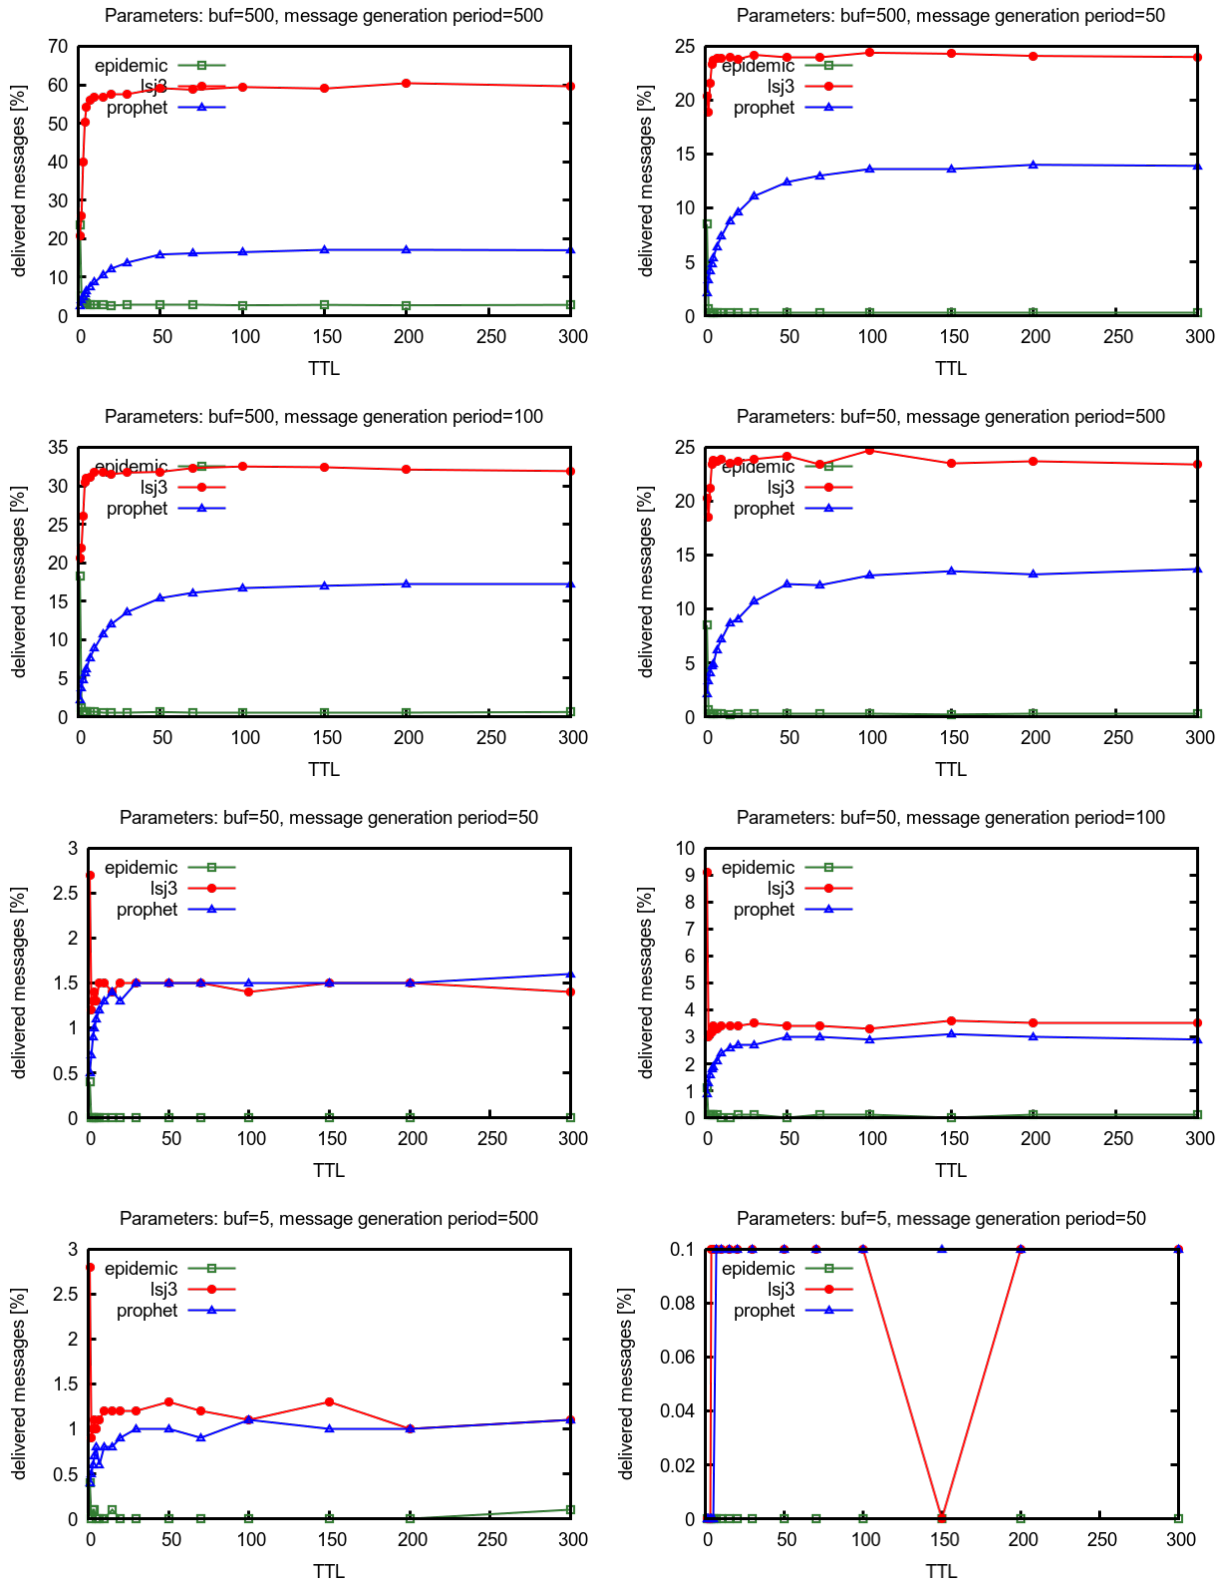 Parameters: buf=500, message generation period=500
delivered messages [%]
70
60
50
40
30
20
10
0
epidemic
lsj3
prophet
0 50 100 150 200 250 300
TTL
Parameters: buf=500, message generation period=50
delivered messages [%]
25
20
15
10
5
0
epidemic
lsj3
prophet
0 50 100 150 200 250 300
TTL
Parameters: buf=500, message generation period=100
delivered messages [%]
35
30
25
20
15
10
5
0
epidemic
lsj3
prophet
0 50 100 150 200 250 300
TTL
Parameters: buf=50, message generation period=500
delivered messages [%]
25
20
15
10
5
0
epidemic
lsj3
prophet
0 50 100 150 200 250 300
TTL
Parameters: buf=50, message generation period=50
delivered messages [%]
3
2.5
2
1.5
1
0.5
0
epidemic
lsj3
prophet
0 50 100 150 200 250 300
TTL
Parameters: buf=50, message generation period=100
delivered messages [%]
10
9
8
7
6
5
4
3
2
1
0
epidemic
lsj3
prophet
0 50 100 150 200 250 300
TTL
Parameters: buf=5, message generation period=500
delivered messages [%]
3
2.5
2
1.5
1
0.5
0
epidemic
lsj3
prophet
0 50 100 150 200 250 300
TTL
Parameters: buf=5, message generation period=50
delivered messages [%]
0.1
0.08
0.06
0.04
0.02
0
epidemic
lsj3
prophet
0 50 100 150 200 250 300
TTL